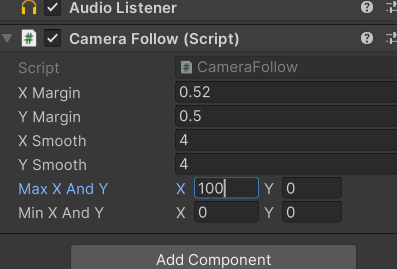 Audio Listener
Camera Follow (Script)
Script CameraFollow
X Margin 0.52
Y Margin 0.5
X Smooth 4
Y Smooth 4
Max X And Y X 100 Y 0
Min X And Y X 0 Y 0
Add Component